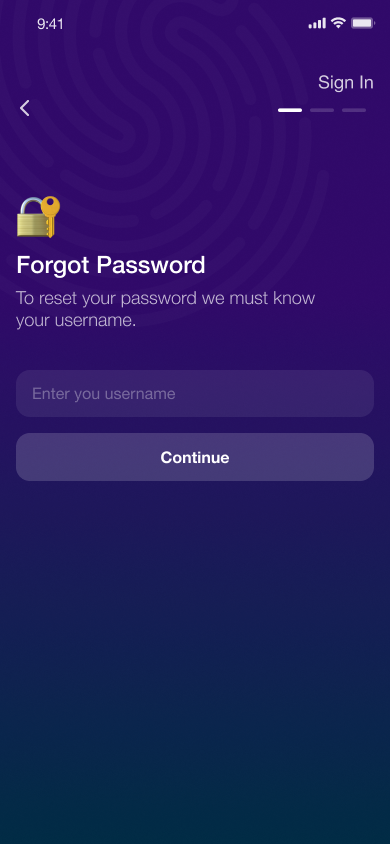 9:41
Sign In
Forgot Password
To reset your password we must know
your username.
Enter you username
Continue